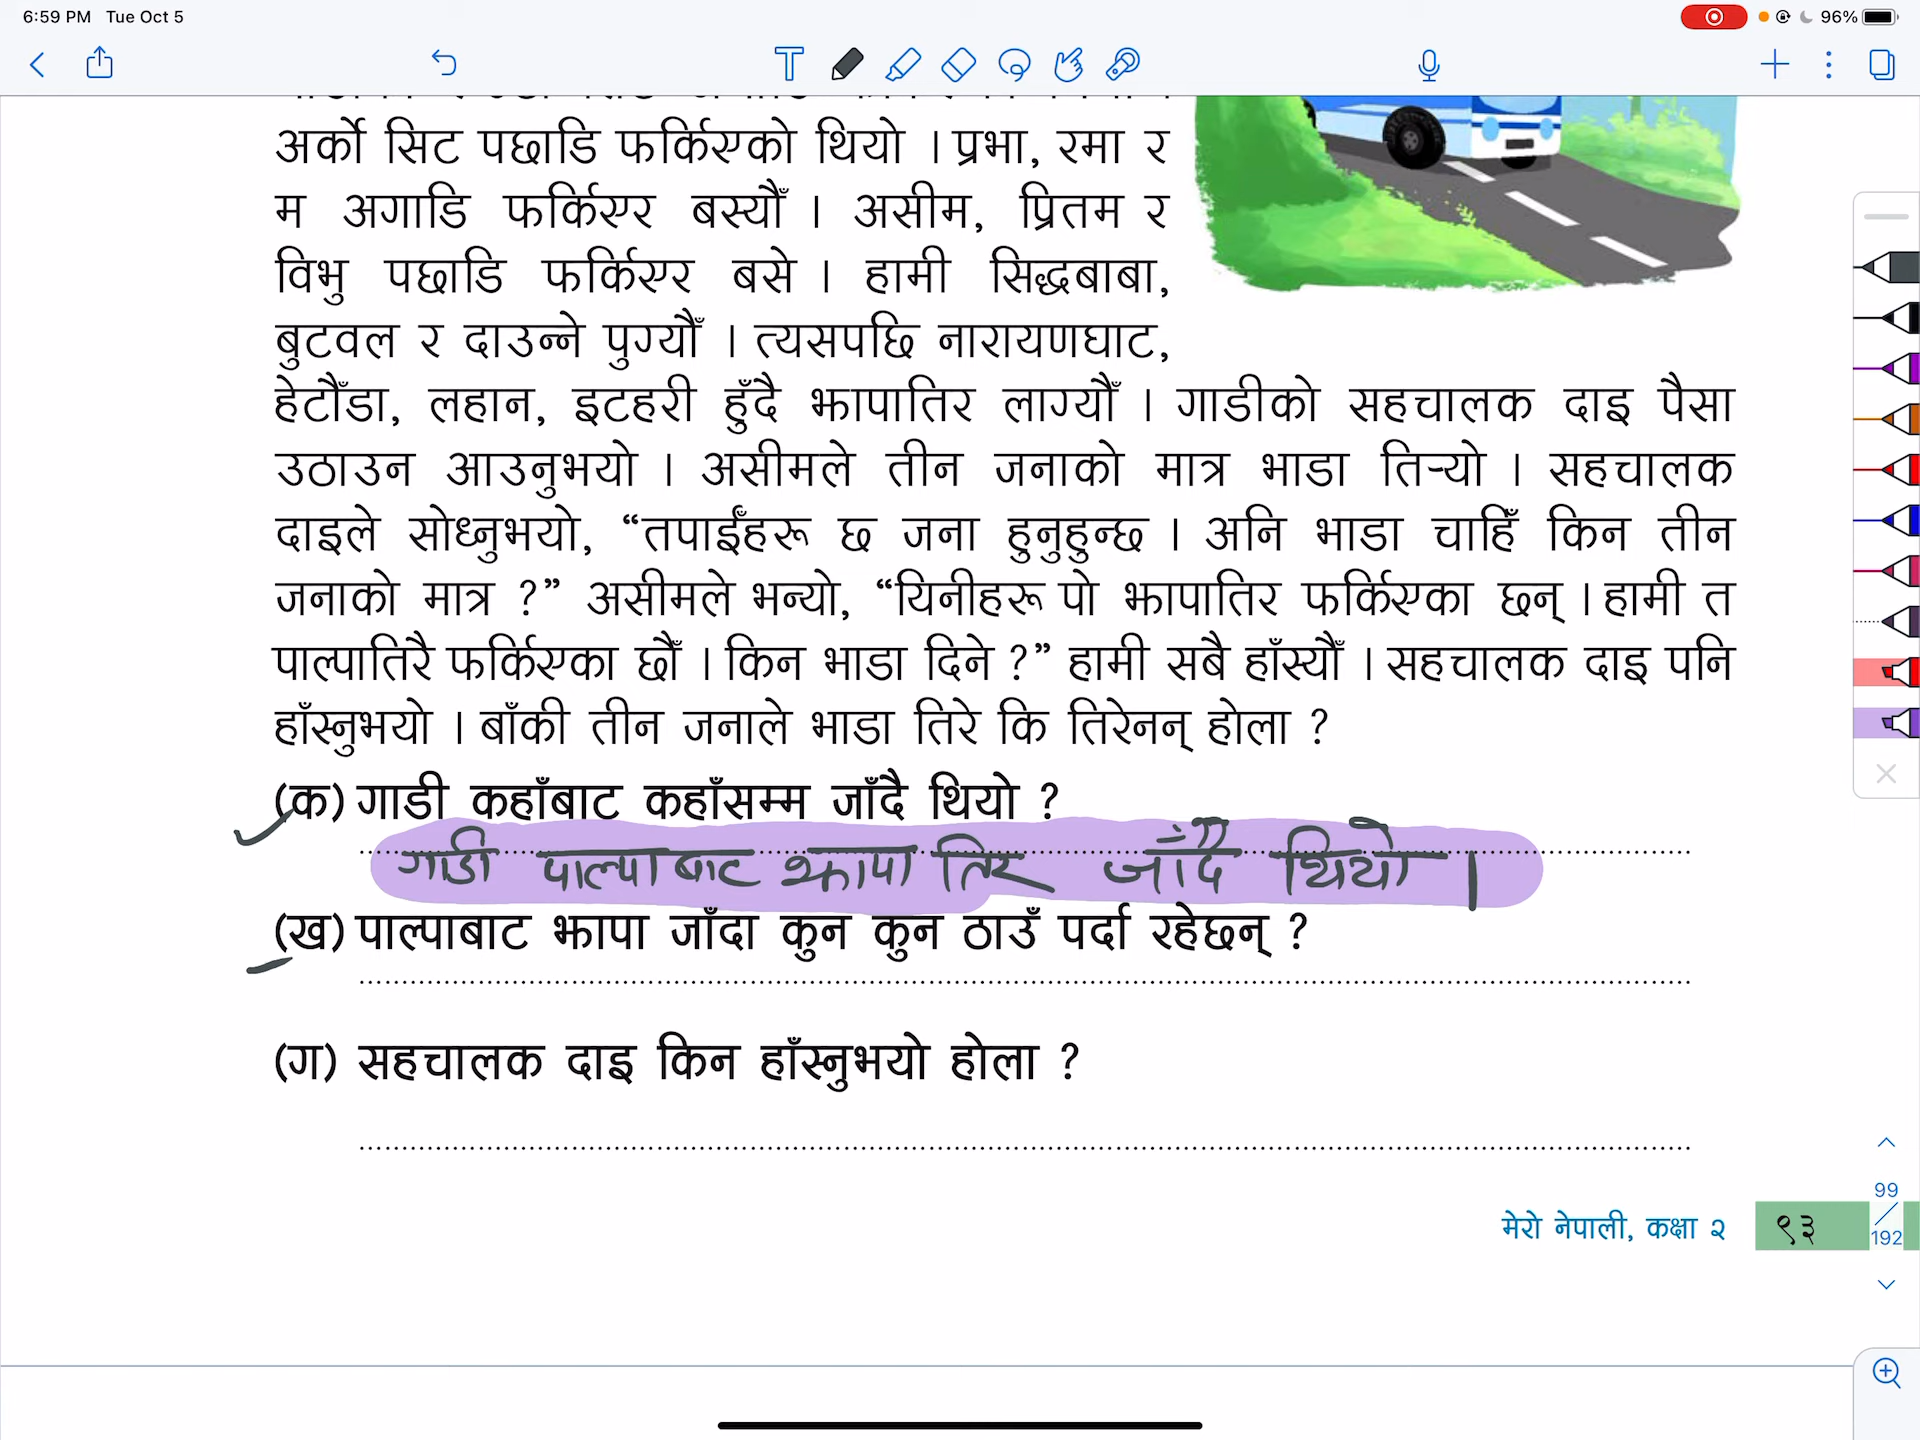 6:59 PM Tue Oct 5
96%
अर्को सिट पछाडि फर्किएको थियो । प्रभा, रमा र
म अगाडि फर्किएर बस्यौँ । असीम, प्रितम र
विभु पछाडि फर्किएर बसे । हामी सिद्धबाबा,
बुटवल र दाउन्ने पुग्यौँ । त्यसपछि नारायणघाट,
हेटौँडा, लहान, इटहरी हुँदै झापातिर लाग्यौँ । गाडीको सहचालक दाइ पैसा
उठाउन आउनुभयो । असीमले तीन जनाको मात्र भाडा तिऱ्यो । सहचालक
दाइले सोध्नुभयो, “तपाईँहरू छ जना हुनुहुन्छ । अनि भाडा चाहिँ किन तीन
जनाको मात्र ?” असीमले भन्यो, “यिनीहरू पो झापातिर फर्किएका छन् । हामी त
पाल्पातिरै फर्किएका छौँ । किन भाडा दिने ?” हामी सबै हाँस्यौँ । सहचालक दाइ पनि
हाँस्नुभयो । बाँकी तीन जनाले भाडा तिरे कि तिरेनन् होला ?
(क) गाडी कहाँबाट कहाँसम्म जाँदै थियो ?
गाडी पाल्पाबाट झापा तिर जाँदै थियो ।
(ख) पाल्पाबाट झापा जाँदा कुन कुन ठाउँ पर्दा रहेछन् ?
(ग) सहचालक दाइ किन हाँस्नुभयो होला ?
मेरो नेपाली, कक्षा २ ९३
99
192